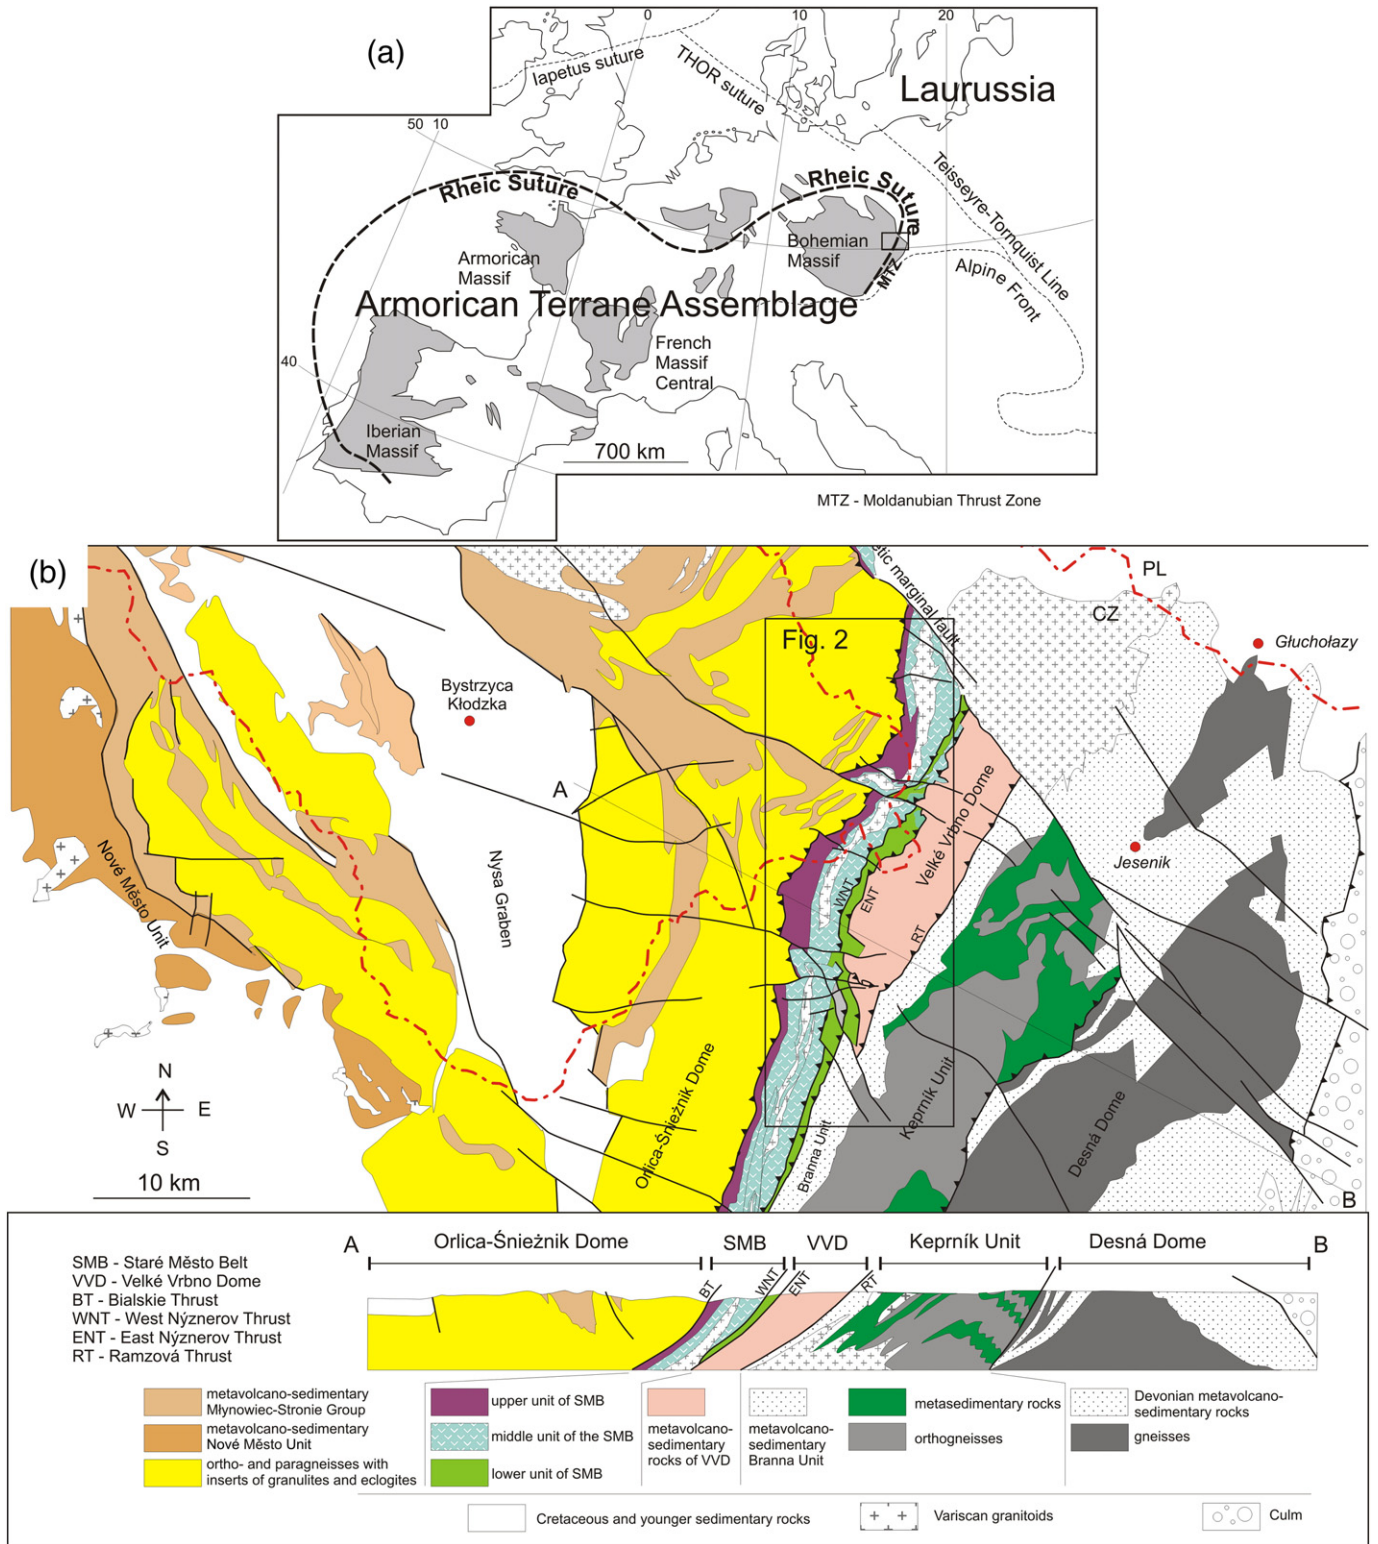 (a)
0
10
20
Iapetus suture
THOR suture
Laurussia
50 10
Teisseyre-Tornquist Line
Rheic Suture
Rheic Suture
Armorican
Massif
Bohemian
Massif
MTZ
Alpine Front
Armorican Terrane Assemblage
French
Massif
Central
40
Iberian
Massif
700 km
MTZ - Moldanubian Thrust Zone
(b)
etic marginal fault
PL
CZ
Fig. 2
Głuchołazy
Bystrzyca
Kłodzka
A
Nové Město Unit
Nysa Graben
Velké Vrbno Dome
Jeseník
WNT
ENT
RT
Orlica-Śnieżnik Dome
Branna Unit
Keprník Unit
Desná Dome
N
W E
S
10 km
B
A Orlica-Śnieżnik Dome SMB VVD Keprník Unit Desná Dome B
SMB - Staré Město Belt
VVD - Velké Vrbno Dome
BT - Bialskie Thrust
WNT - West Nýznerov Thrust
ENT - East Nýznerov Thrust
RT - Ramzová Thrust
BT
WNT
ENT
RT
metavolcano-sedimentary
Młynowiec-Stronie Group
metavolcano-sedimentary
Nové Město Unit
ortho- and paragneisses with
inserts of granulites and eclogites
upper unit of SMB
middle unit of the SMB
lower unit of SMB
metavolcano-
sedimentary
rocks of VVD
metavolcano-
sedimentary
Branna Unit
metasedimentary rocks
orthogneisses
Devonian metavolcano-
sedimentary rocks
gneisses
Cretaceous and younger sedimentary rocks
Variscan granitoids
Culm